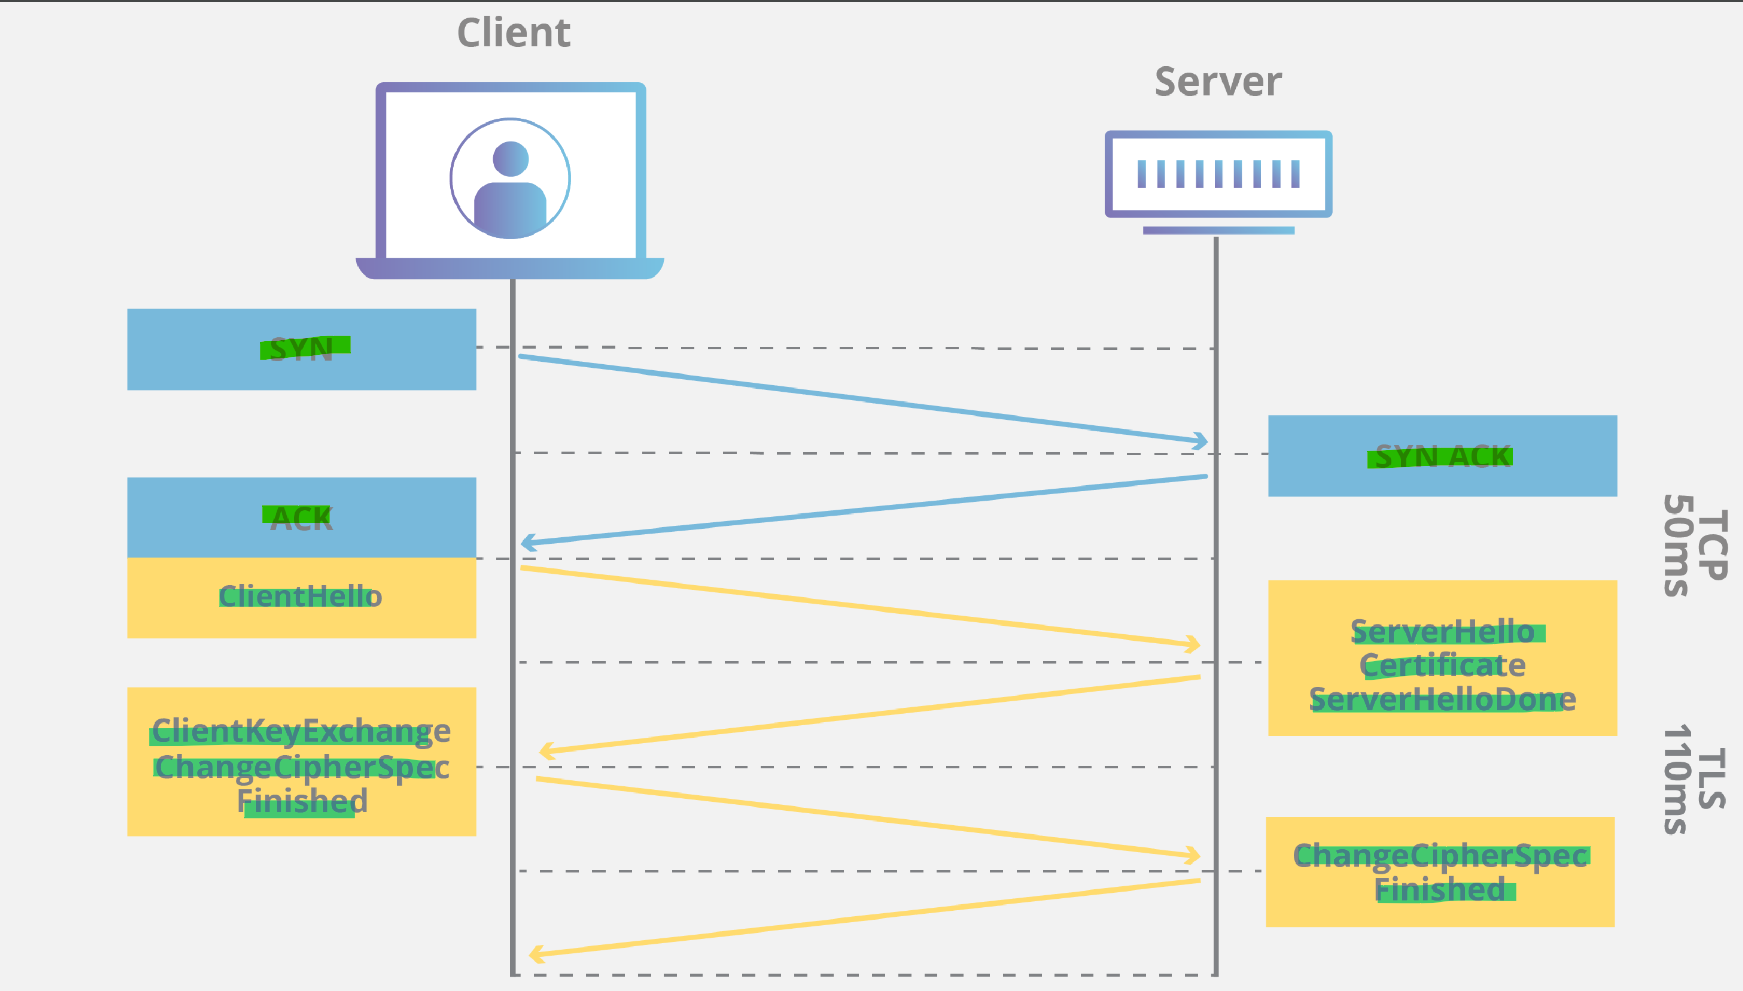 Client
Server
SYN
SYN ACK
ACK
ClientHello
ServerHello
Certificate
ServerHelloDone
ClientKeyExchange
ChangeCipherSpec
Finished
ChangeCipherSpec
Finished
TCP
50ms
TLS
110ms